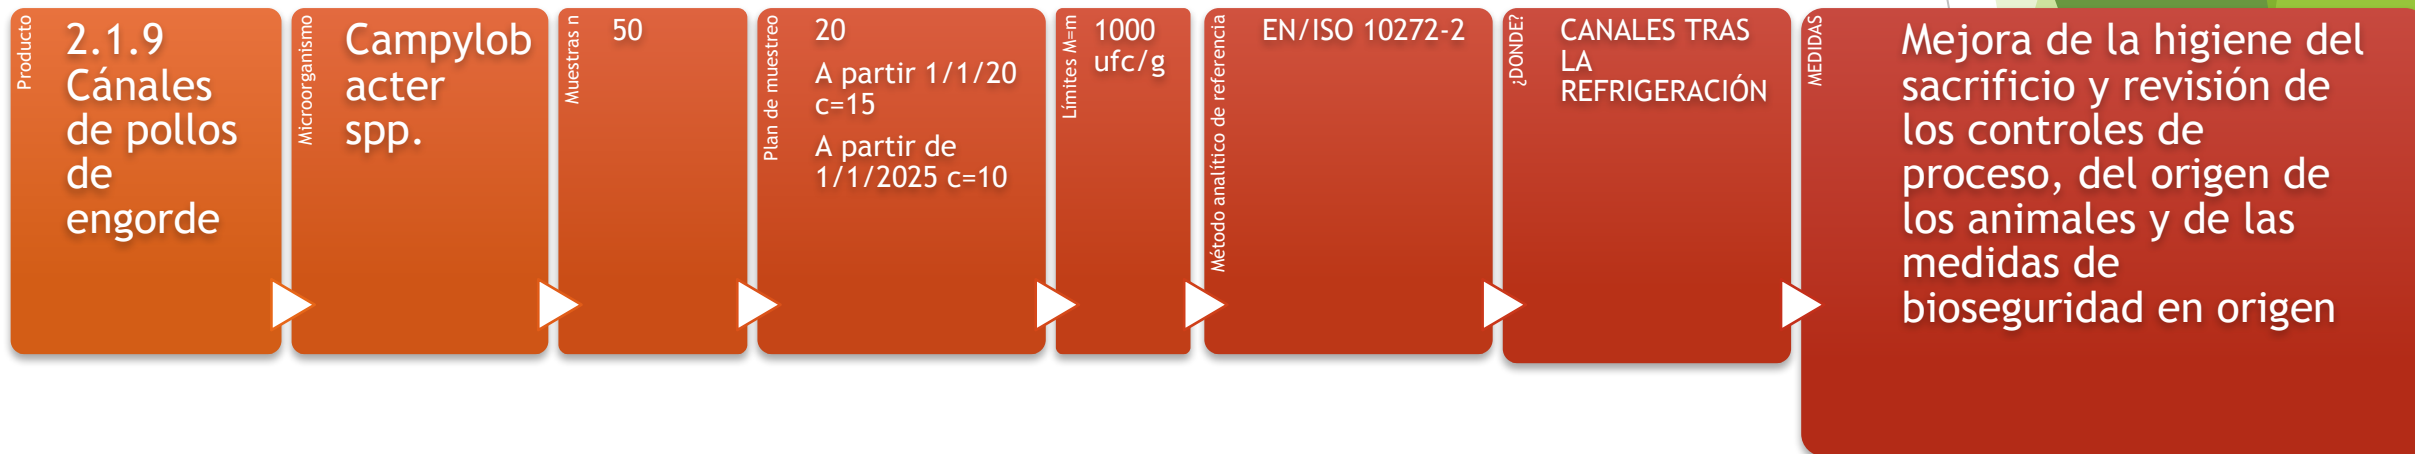 Producto
2.1.9
Cánales
de pollos
de
engorde
Microorganismo
Campylob
acter
spp.
Muestras n
50
Plan de muestreo
20
A partir 1/1/20
c=15
A partir de
1/1/2025 c=10
Límites M=m
1000
ufc/g
Método analítico de referencia
EN/ISO 10272-2
¿DONDE?
CANALES TRAS
LA
REFRIGERACIÓN
MEDIDAS
Mejora de la higiene del
sacrificio y revisión de
los controles de
proceso, del origen de
los animales y de las
medidas de
bioseguridad en origen